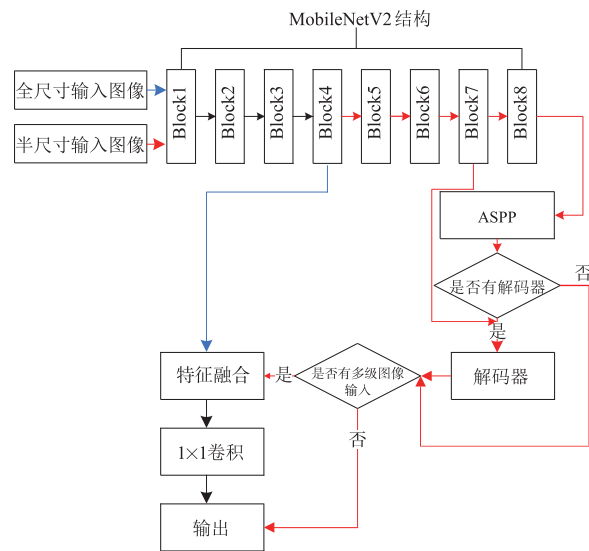 MobileNetV2结构
全尺寸输入图像
半尺寸输入图像
Block1
Block2
Block3
Block4
Block5
Block6
Block7
Block8
ASPP
是否有解码器
否
是
特征融合
是
是否有多级图像
输入
解码器
否
1×1卷积
输出